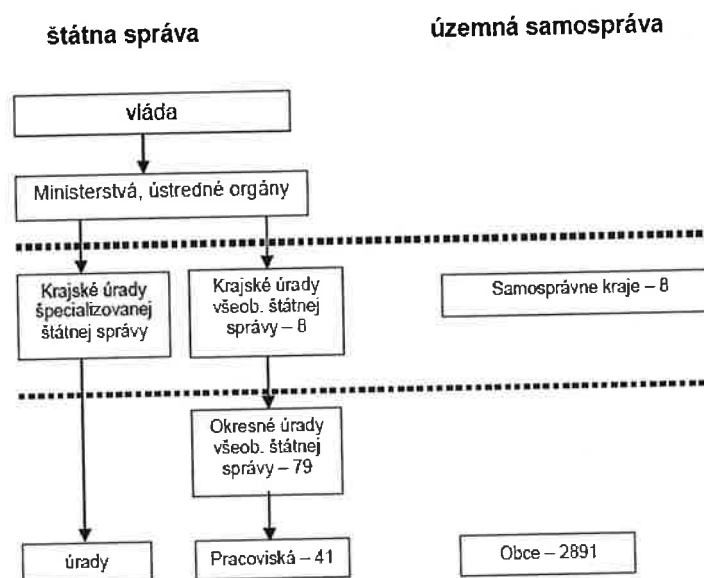 štátna správa
územná samospráva
vláda
Ministerstvá, ústredné orgány
Krajské úrady
špecializovanej
štátnej správy
Krajské úrady
všeob. štátnej
správy – 8
Samosprávne kraje – 8
Okresné úrady
všeob. štátnej
správy – 79
úrady
Pracoviská – 41
Obce – 2891